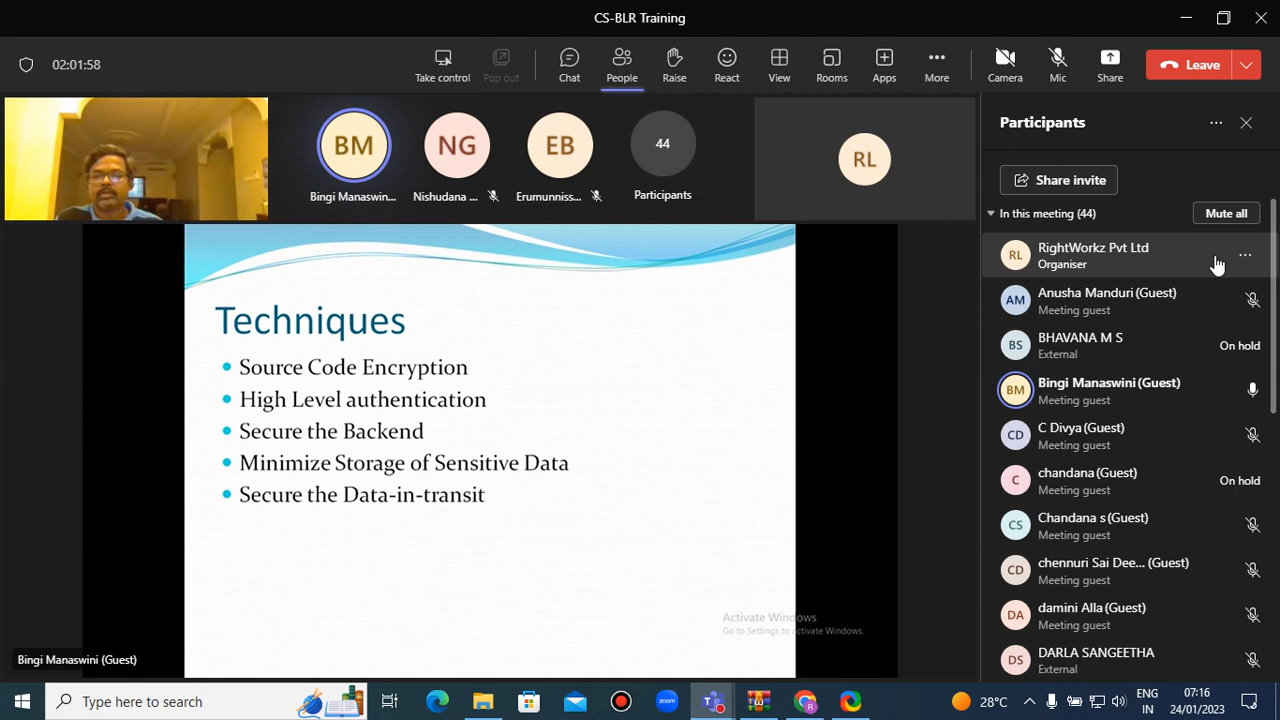 CS-BLR Training
02:01:58
Take control
Pop out
Chat
People
Raise
React
View
Rooms
Apps
More
Camera
Mic
Share
Leave
BM
NG
EB
44
RL
Bingi Manaswin...
Nishudana ...
Erumunniss...
Participants
Participants
Share invite
In this meeting (44)
Mute all
RL
RightWorkz Pvt Ltd
Organiser
AM
Anusha Manduri (Guest)
Meeting guest
BS
BHAVANA M S
External
On hold
BM
Bingi Manaswini (Guest)
Meeting guest
CD
C Divya (Guest)
Meeting guest
C
chandana (Guest)
Meeting guest
On hold
CS
Chandana s (Guest)
Meeting guest
CD
chennuri Sai Dee... (Guest)
Meeting guest
DA
damini Alla (Guest)
Meeting guest
DS
DARLA SANGEETHA
External
Techniques
Source Code Encryption
High Level authentication
Secure the Backend
Minimize Storage of Sensitive Data
Secure the Data-in-transit
Activate Windows
Go to Settings to activate Windows.
Bingi Manaswini (Guest)
Type here to search
zoom
28°C
ENG
IN
07:16
24/01/2023